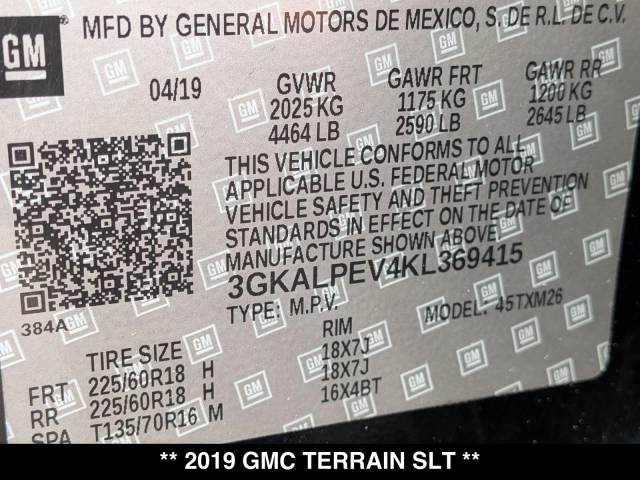 GM
MFD BY GENERAL MOTORS DE MEXICO, S. DE R.L. DE C.V.
04/19 GVWR GAWR FRT GAWR RR
2025 KG 1175 KG 1200 KG
4464 LB 2590 LB 2645 LB
THIS VEHICLE CONFORMS TO ALL
APPLICABLE U.S. FEDERAL MOTOR
VEHICLE SAFETY AND THEFT PREVENTION
STANDARDS IN EFFECT ON THE DATE OF
MANUFACTURE SHOWN ABOVE
3GKALPEV4KL369415
384A TYPE: M.P.V. MODEL: 45TXM26
TIRE SIZE RIM
FRT 225/60R18 H 18X7J
RR 225/60R18 H 18X7J
SPA T135/70R16 M 16X4BT
** 2019 GMC TERRAIN SLT **